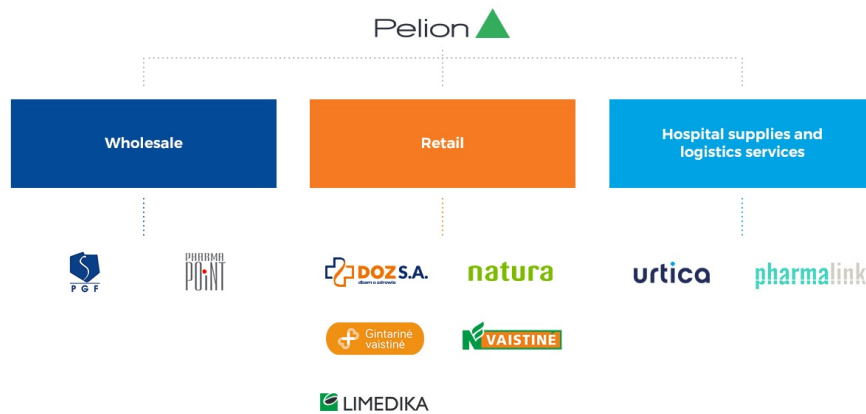 Pelion
Wholesale
Retail
Hospital supplies and
logistics services
PGF
PHARMA
POiNT
DOZ S.A.
dbam o zdrowie
natura
urtica
pharmalink
Gintarinė
vaistinė
N VAISTINĖ
LIMEDIKA